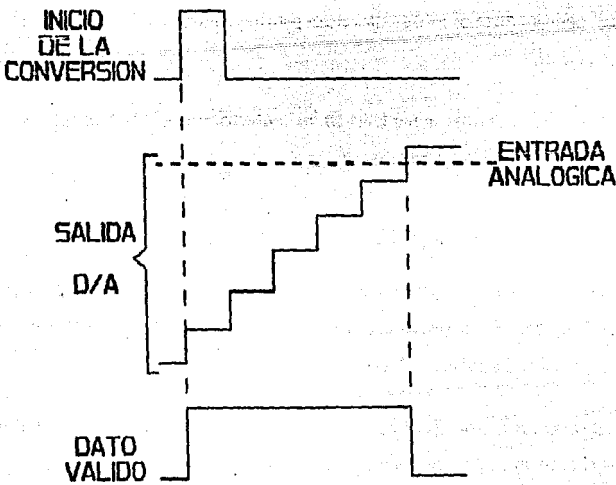 INICIO
DE LA
CONVERSION
ENTRADA
ANALOGICA
SALIDA
D/A
DATO
VALIDO